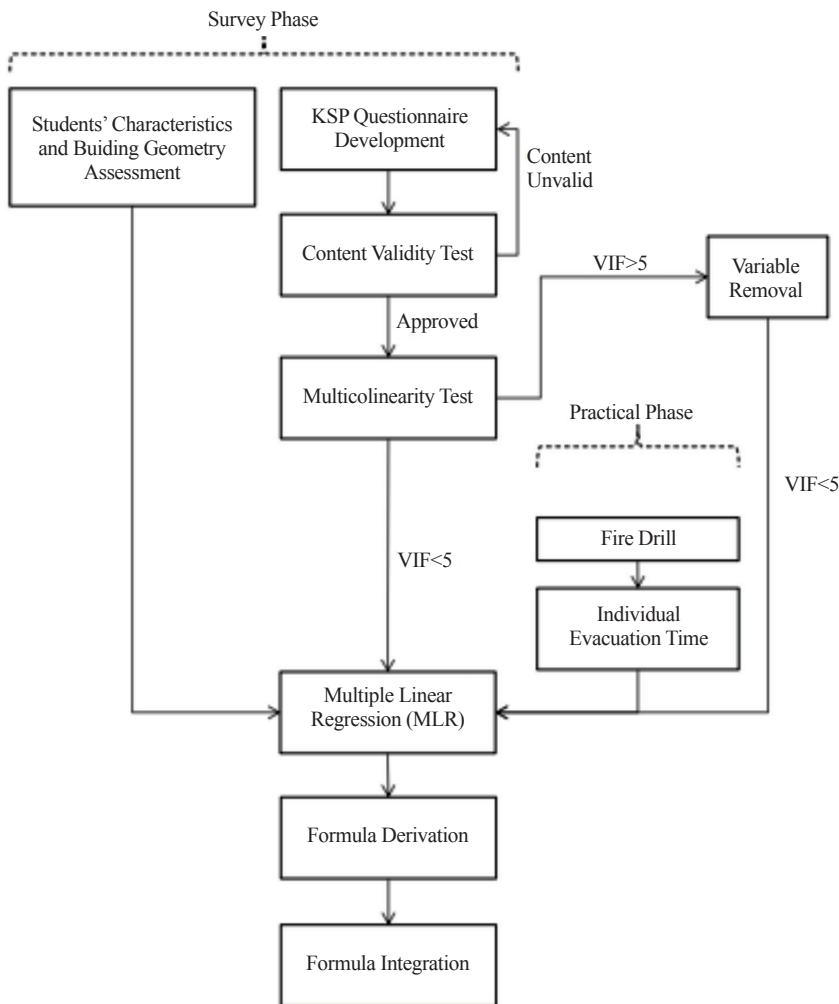 Survey Phase
Students’ Characteristics
and Buiding Geometry
Assessment
KSP Questionnaire
Development
Content
Unvalid
Content Validity Test
VIF>5
Variable
Removal
Approved
Multicolinearity Test
Practical Phase
VIF<5
Fire Drill
VIF<5
Individual
Evacuation Time
Multiple Linear
Regression (MLR)
Formula Derivation
Formula Integration